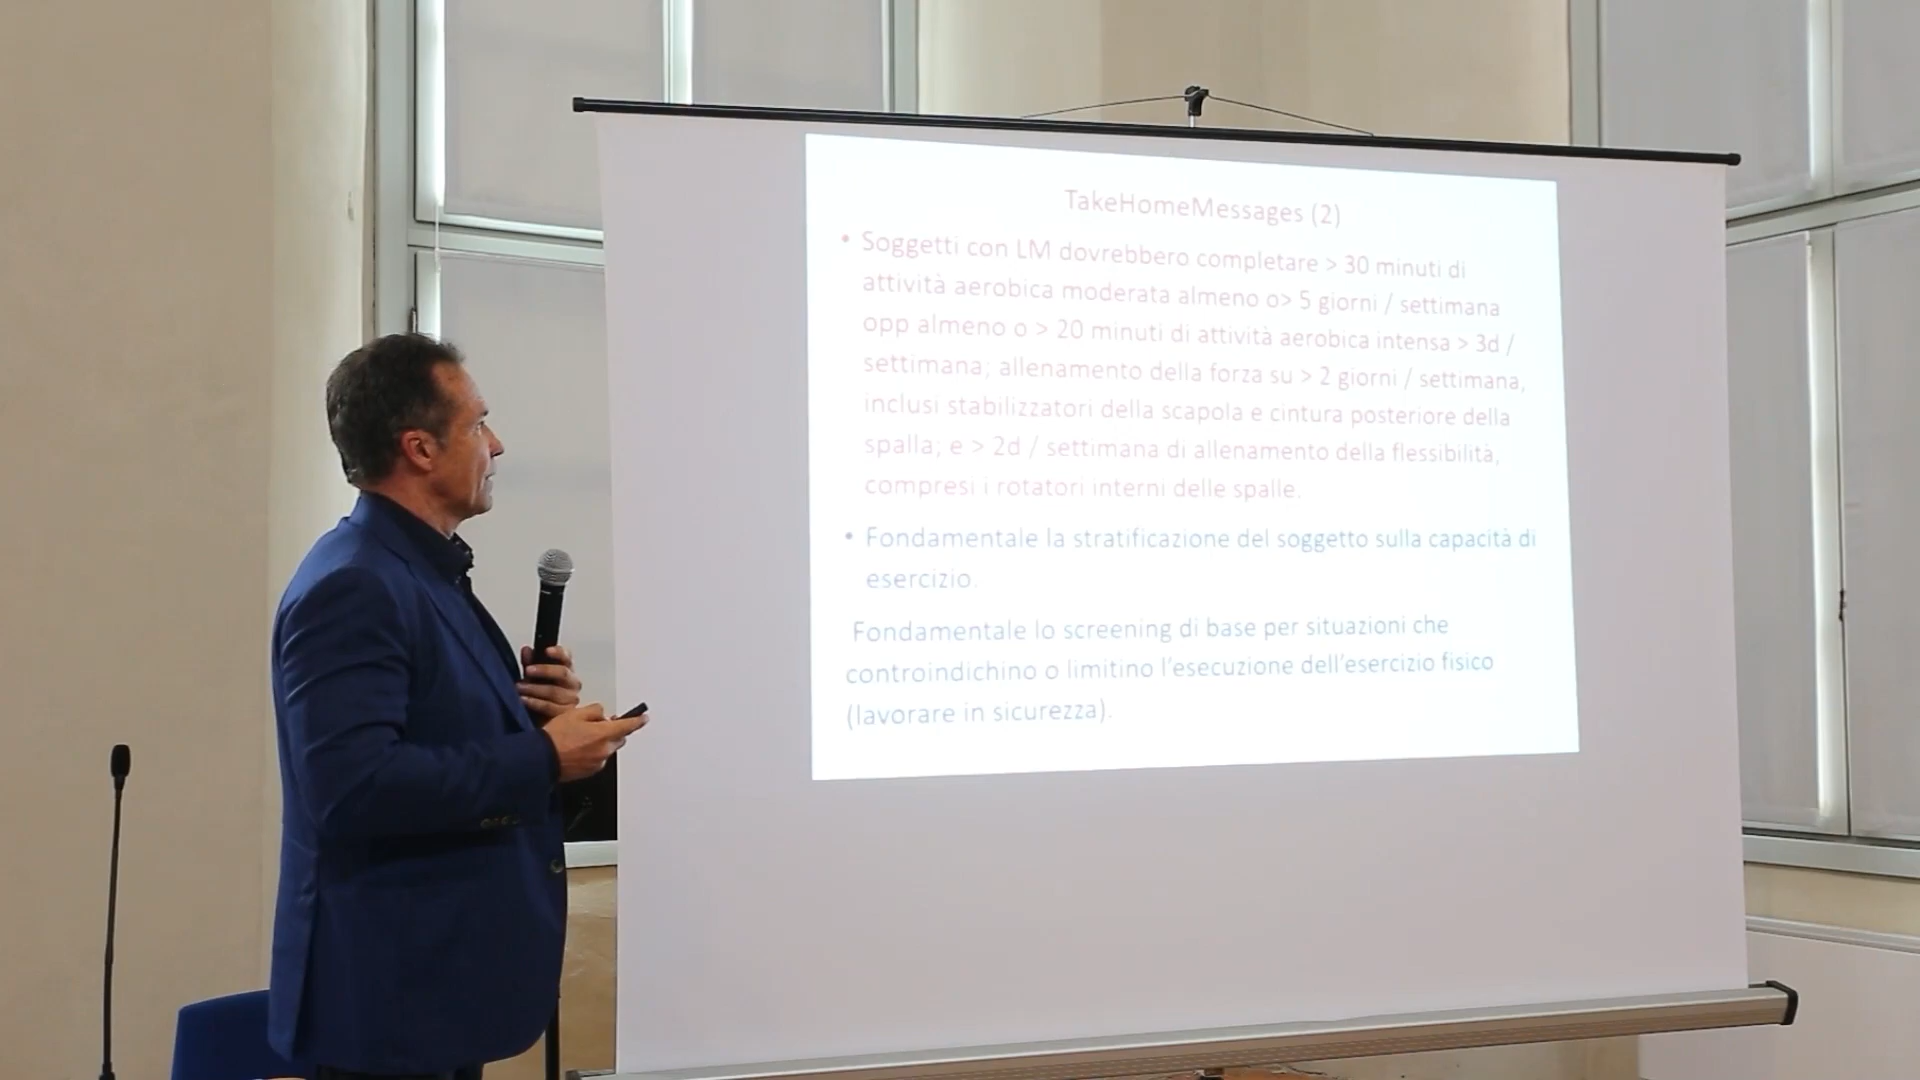 TakeHomeMessages (2)
• Soggetti con LM dovrebbero completare > 30 minuti di
attività aerobica moderata almeno o> 5 giorni / settimana
opp almeno o > 20 minuti di attività aerobica intensa > 3d /
settimana; allenamento della forza su > 2 giorni / settimana,
inclusi stabilizzatori della scapola e cintura posteriore della
spalla; e > 2d / settimana di allenamento della flessibilità,
compresi i rotatori interni delle spalle.
• Fondamentale la stratificazione del soggetto sulla capacità di
esercizio.
Fondamentale lo screening di base per situazioni che
controindichino o limitino l'esecuzione dell'esercizio fisico
(lavorare in sicurezza).